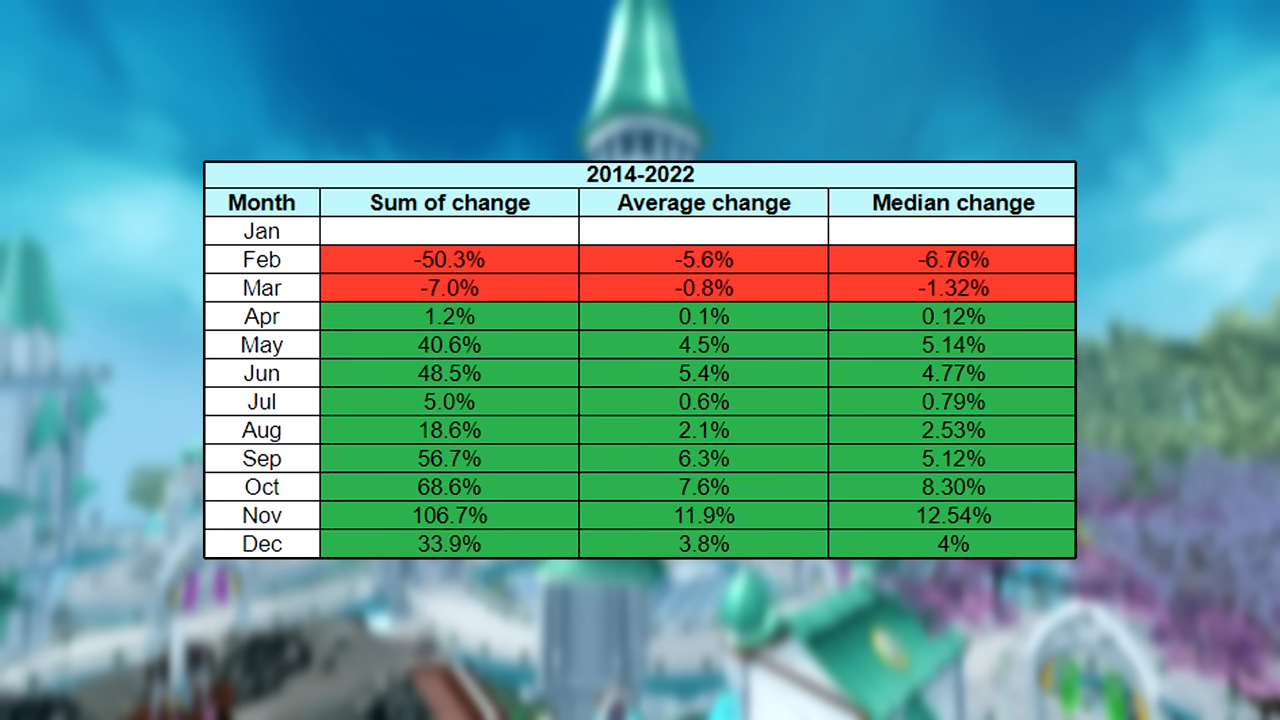 2014-2022
Month Sum of change Average change Median change
Jan
Feb -50.3% -5.6% -6.76%
Mar -7.0% -0.8% -1.32%
Apr 1.2% 0.1% 0.12%
May 40.6% 4.5% 5.14%
Jun 48.5% 5.4% 4.77%
Jul 5.0% 0.6% 0.79%
Aug 18.6% 2.1% 2.53%
Sep 56.7% 6.3% 5.12%
Oct 68.6% 7.6% 8.30%
Nov 106.7% 11.9% 12.54%
Dec 33.9% 3.8% 4%